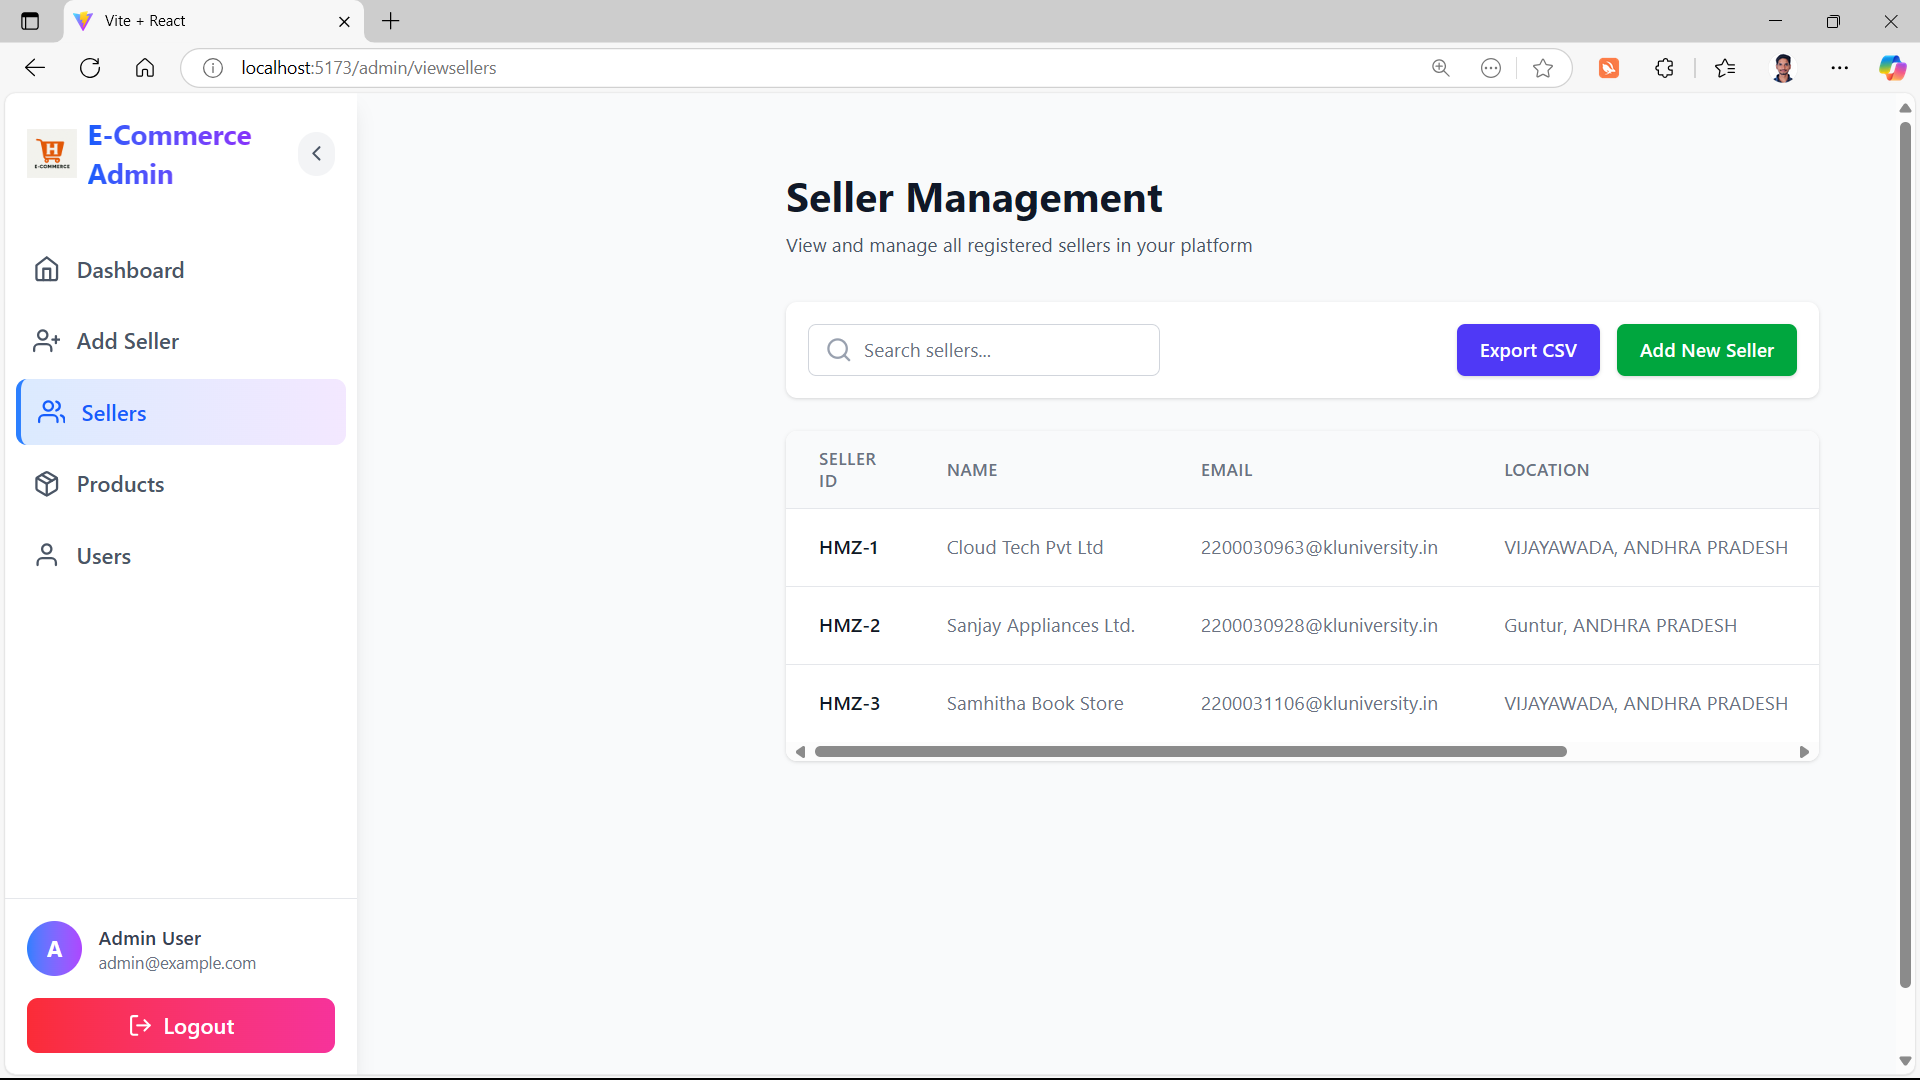 Vite + React
localhost:5173/admin/viewsellers
H
E-COMMERCE
E-Commerce
Admin
Dashboard
Add Seller
Sellers
Products
Users
A
Admin User
admin@example.com
Logout
Seller Management
View and manage all registered sellers in your platform
Search sellers...
Export CSV
Add New Seller
SELLER
ID
NAME
EMAIL
LOCATION
HMZ-1
Cloud Tech Pvt Ltd
2200030963@kluniversity.in
VIJAYAWADA, ANDHRA PRADESH
HMZ-2
Sanjay Appliances Ltd.
2200030928@kluniversity.in
Guntur, ANDHRA PRADESH
HMZ-3
Samhitha Book Store
2200031106@kluniversity.in
VIJAYAWADA, ANDHRA PRADESH